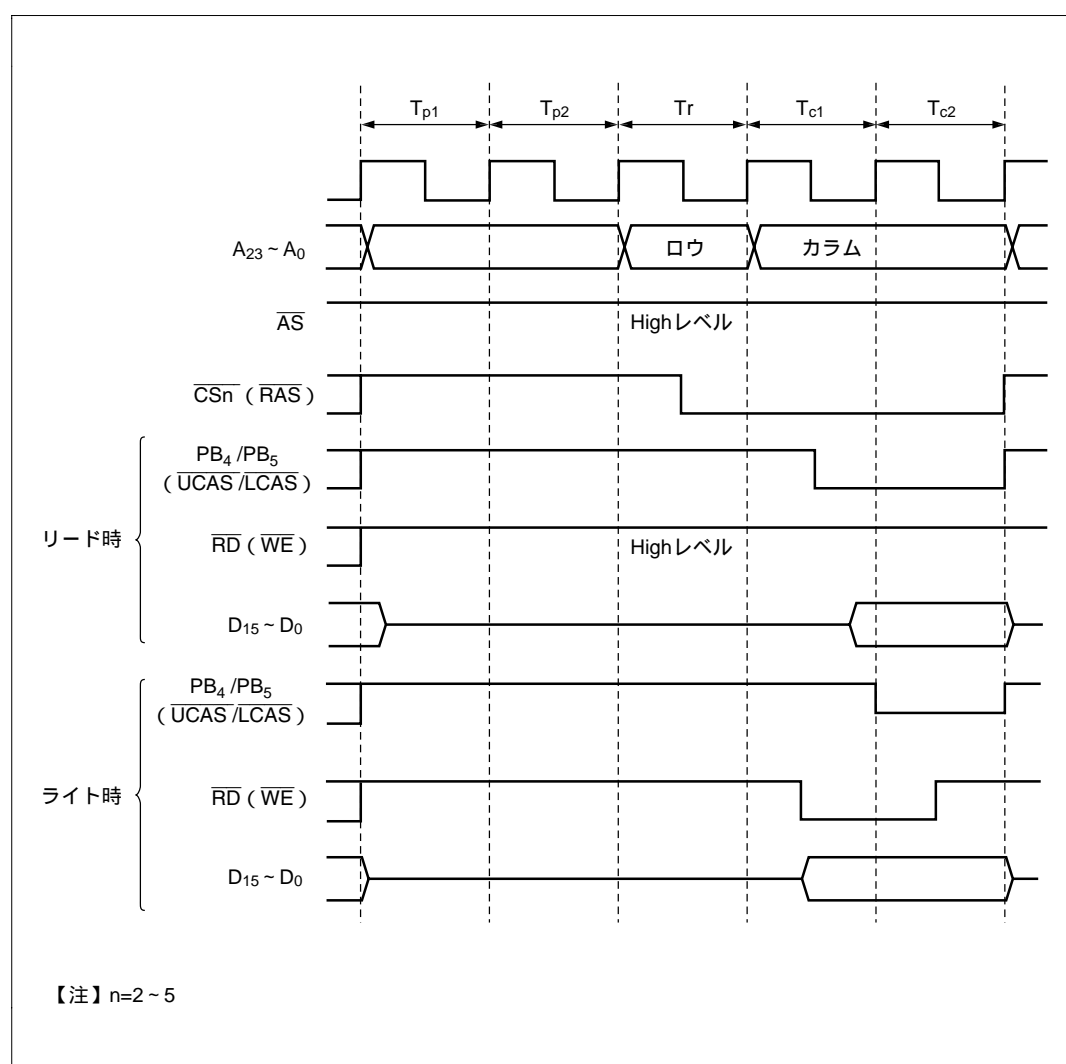 Tp1 Tp2 Tr Tc1 Tc2
A23~A0 ロウ カラム
AS Highレベル
CSn（RAS）
リード時
PB4/PB5
（UCAS/LCAS）
RD（WE） Highレベル
D15~D0
ライト時
PB4/PB5
（UCAS/LCAS）
RD（WE）
D15~D0
【注】n=2~5